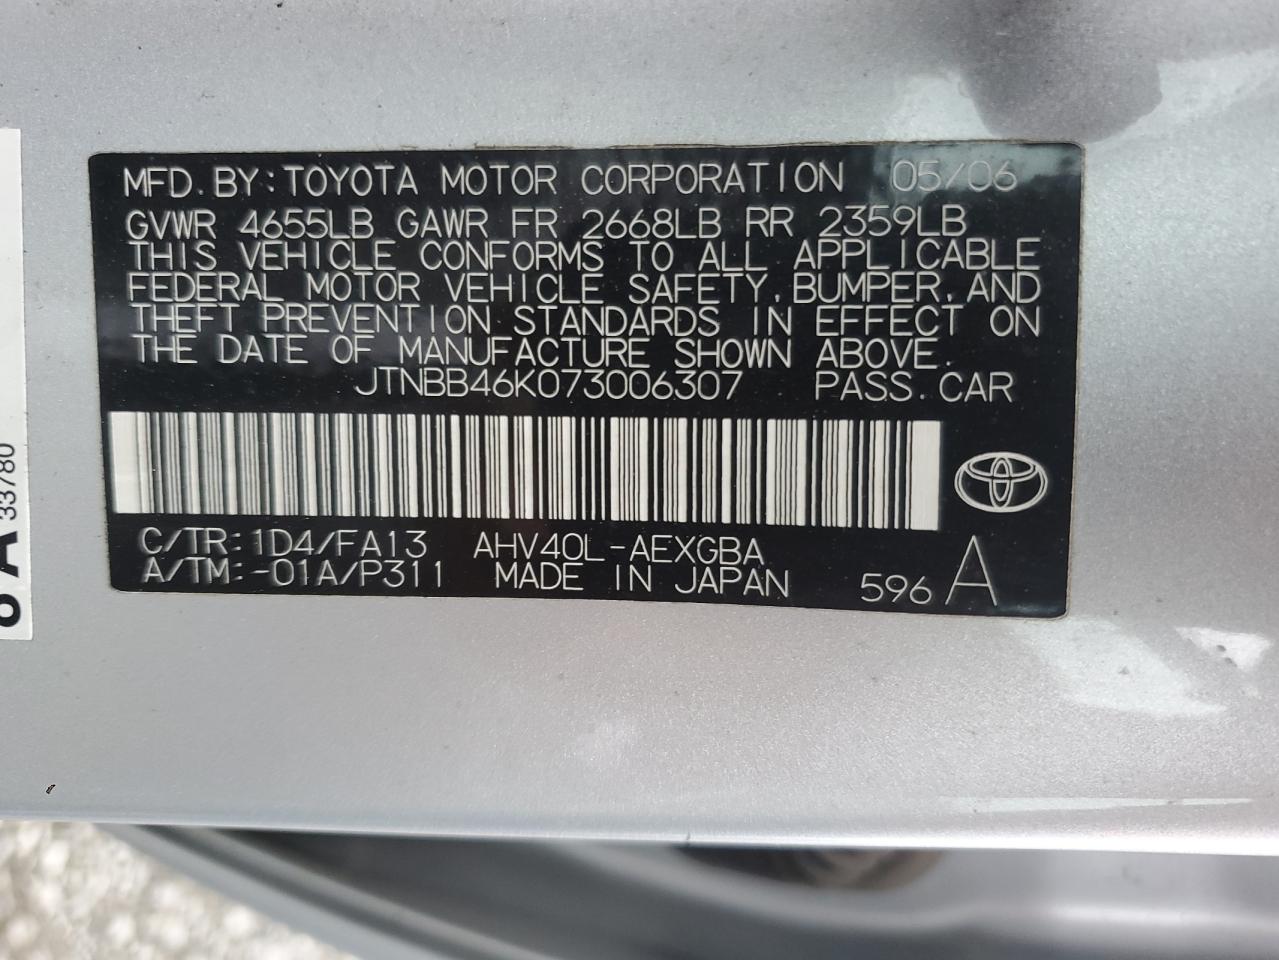 MFD. BY: TOYOTA MOTOR CORPORATION 05/06
GVWR 4655LB GAWR FR 2668LB RR 2359LB
THIS VEHICLE CONFORMS TO ALL APPLICABLE
FEDERAL MOTOR VEHICLE SAFETY, BUMPER, AND
THEFT PREVENTION STANDARDS IN EFFECT ON
THE DATE OF MANUFACTURE SHOWN ABOVE.
JTNBB46K073006307 PASS. CAR
C/TR: 1D4/FA13 AHV40L-AEXGBA
A/TM: -01A/P311 MADE IN JAPAN 596 A
A 33780